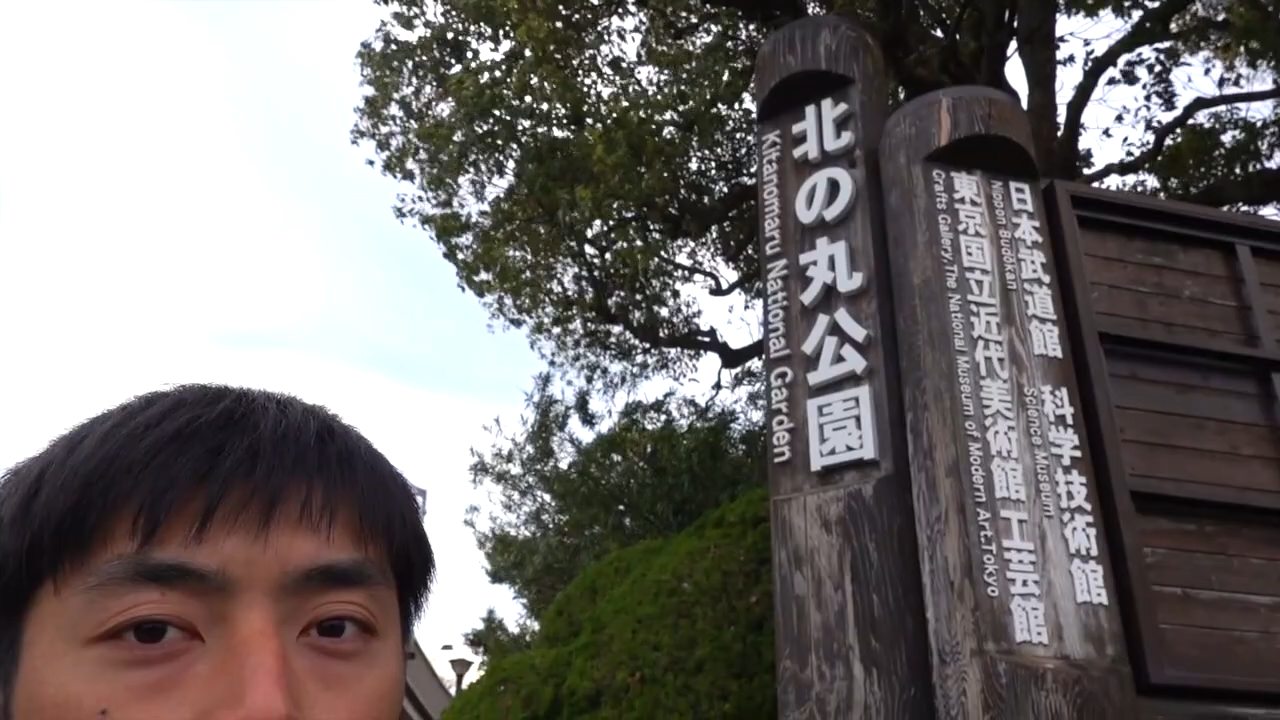 北の丸公園
Kitanomaru National Garden
日本武道館 科学技術館
Nippon Budōkan Science Museum
東京国立近代美術館工芸館
Crafts Gallery, The National Museum of Modern Art, Tokyo